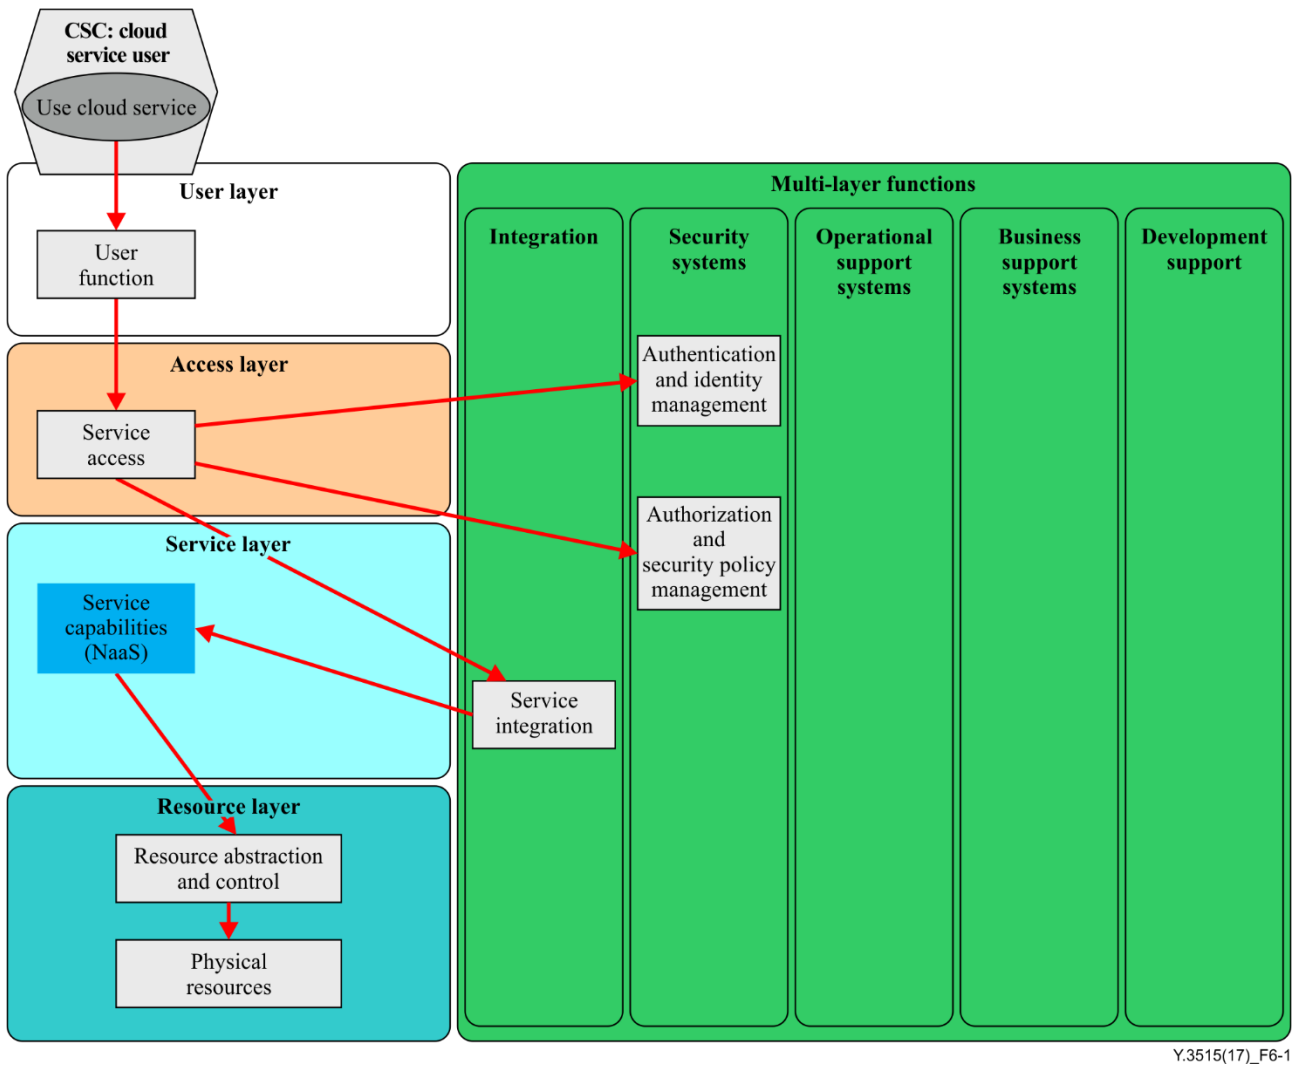 CSC: cloud
service user
Use cloud service
User layer
User
function
Access layer
Service
access
Service layer
Service
capabilities
(NaaS)
Resource layer
Resource abstraction
and control
Physical
resources
Multi-layer functions
Integration
Service
integration
Security
systems
Authentication
and identity
management
Authorization
and
security policy
management
Operational
support
systems
Business
support
systems
Development
support
Y.3515(17)_F6-1